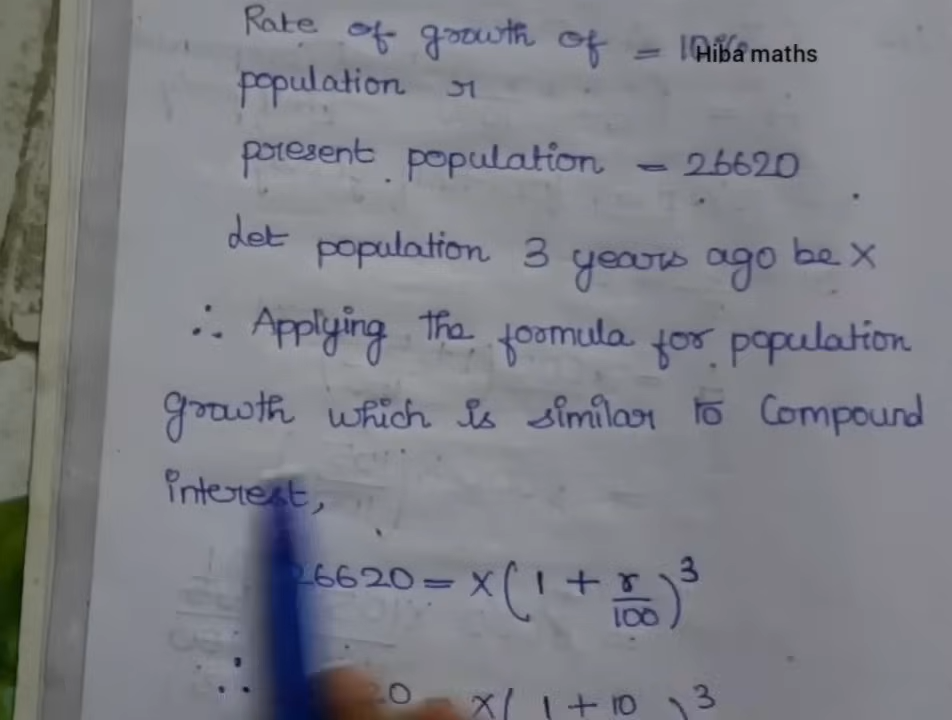 Rate of growth of = 10%
Hiba maths
population r
present population = 26620
Let population 3 years ago be x
∴ Applying the formula for population
growth which is similar to Compound
interest,
26620 = x(1 + r/100)^3
∴ 20 = x(1 + 10 )^3